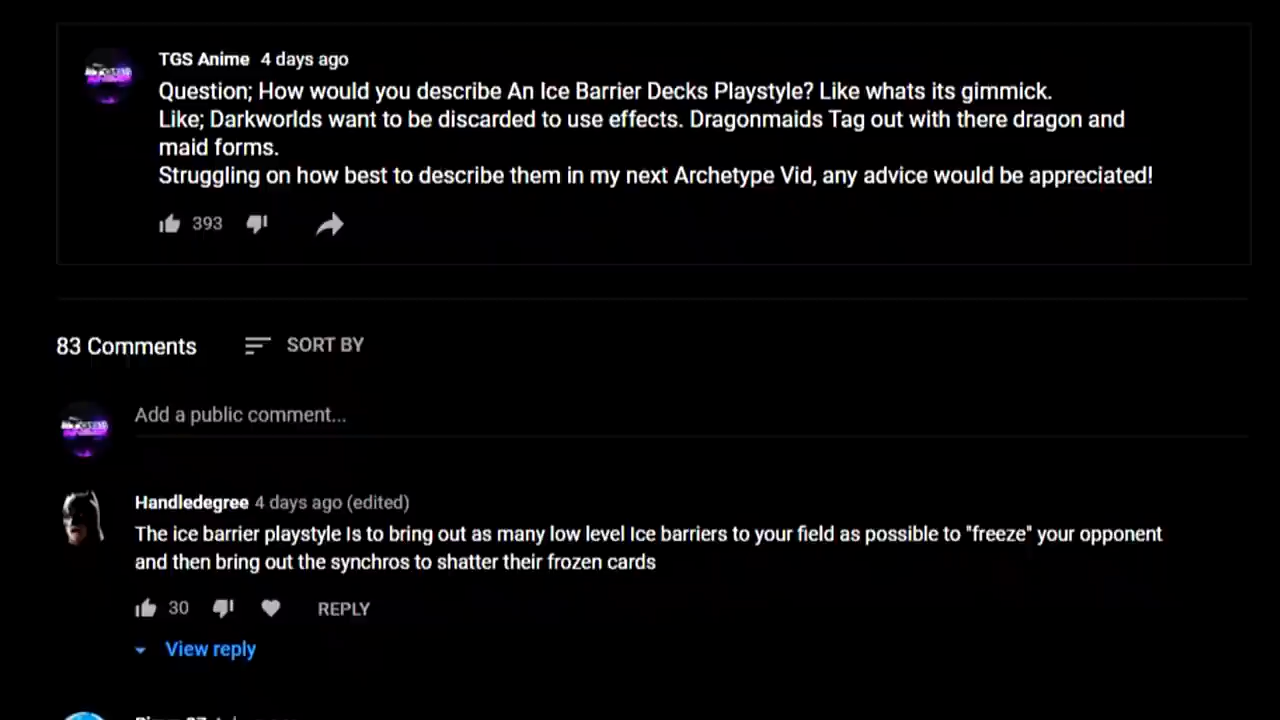 TGS Anime 4 days ago
Question; How would you describe An Ice Barrier Decks Playstyle? Like whats its gimmick.
Like; Darkworlds want to be discarded to use effects. Dragonmaids Tag out with there dragon and
maid forms.
Struggling on how best to describe them in my next Archetype Vid, any advice would be appreciated!
393
83 Comments SORT BY
Add a public comment...
Handledegree 4 days ago (edited)
The ice barrier playstyle Is to bring out as many low level Ice barriers to your field as possible to "freeze" your opponent
and then bring out the synchros to shatter their frozen cards
30 REPLY
View reply